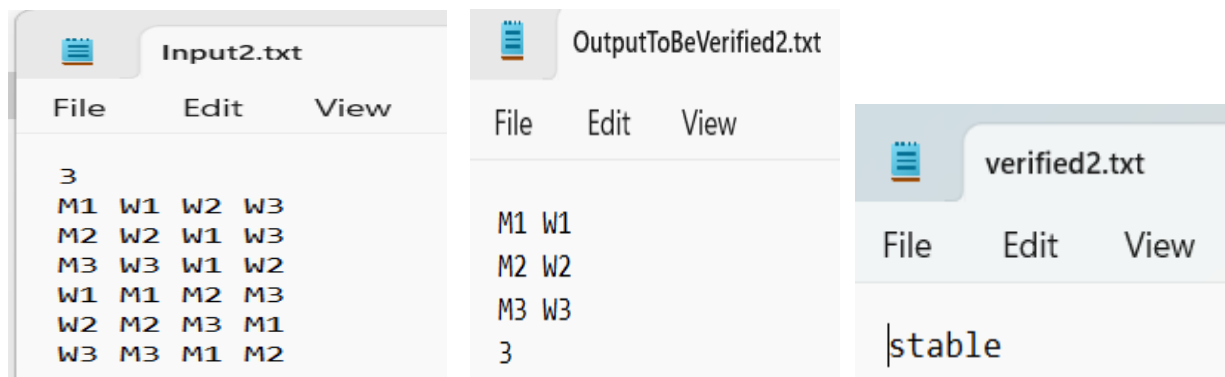 Input2.txt
File Edit View
3
M1 W1 W2 W3
M2 W2 W1 W3
M3 W3 W1 W2
W1 M1 M2 M3
W2 M2 M3 M1
W3 M3 M1 M2
OutputToBeVerified2.txt
File Edit View
M1 W1
M2 W2
M3 W3
3
verified2.txt
File Edit View
stable